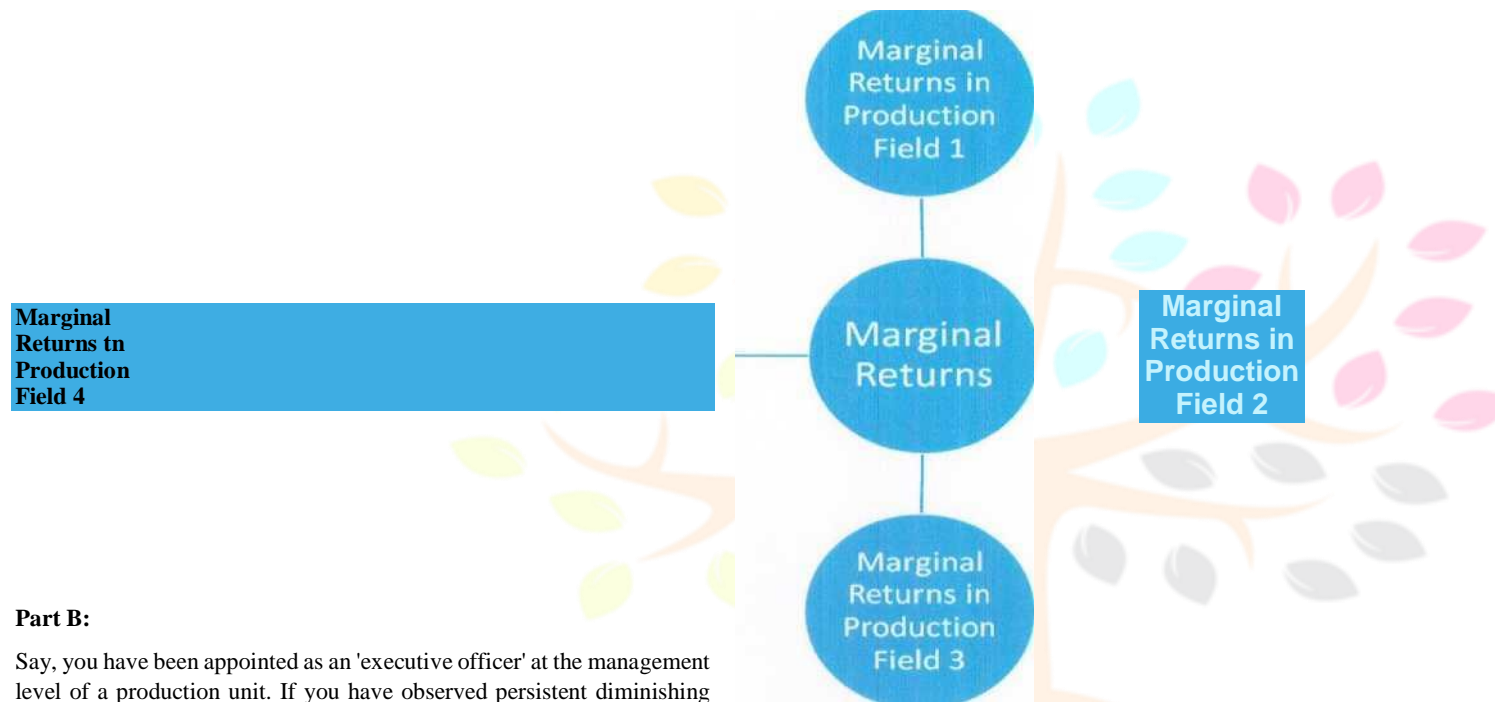 Marginal
Returns in
Production
Field 1
Marginal
Returns tn
Production
Field 4
Marginal
Returns
Marginal
Returns in
Production
Field 2
Marginal
Returns in
Production
Field 3
Part B:
Say, you have been appointed as an 'executive officer' at the management
level of a production unit. If you have observed persistent diminishing